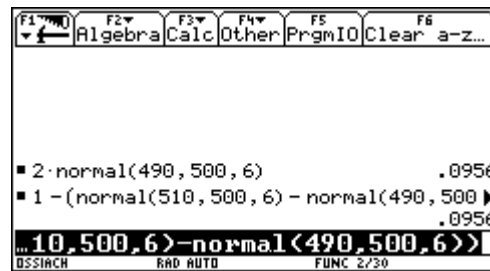 F1 F2 F3 F4 F5 F6
Algebra Calc Other PrgmIO Clear a-z…
▪ 2·normal(490,500,6) .0956
▪ 1-(normal(510,500,6)-normal(490,500
.0956
…10,500,6)-normal(490,500,6))
OSSIACH RAD AUTO FUNC 2/30